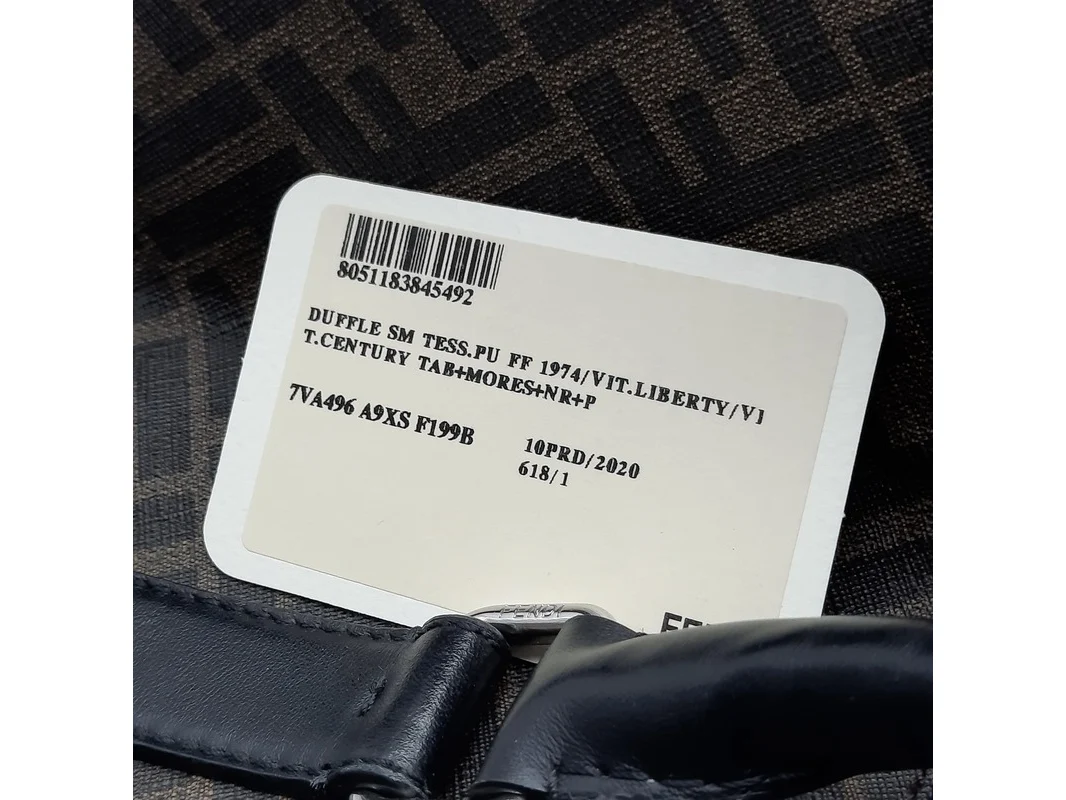 8051183845492
DUFFLE SM TESS.PU FF 1974/VIT.LIBERTY/VI
T.CENTURY TAB+MORES+NR+P
7VA496 A9XS F199B
10PRD/2020
618/1
FENDI